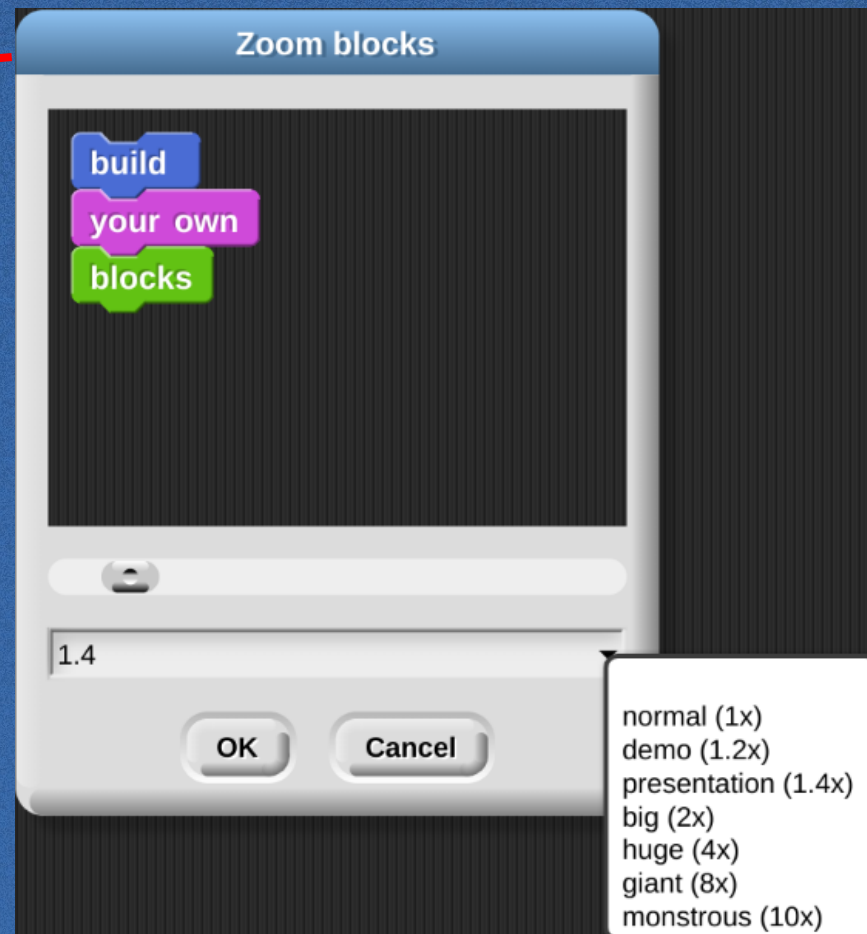 Zoom blocks
build
your own
blocks
1.4
OK Cancel
normal (1x)
demo (1.2x)
presentation (1.4x)
big (2x)
huge (4x)
giant (8x)
monstrous (10x)